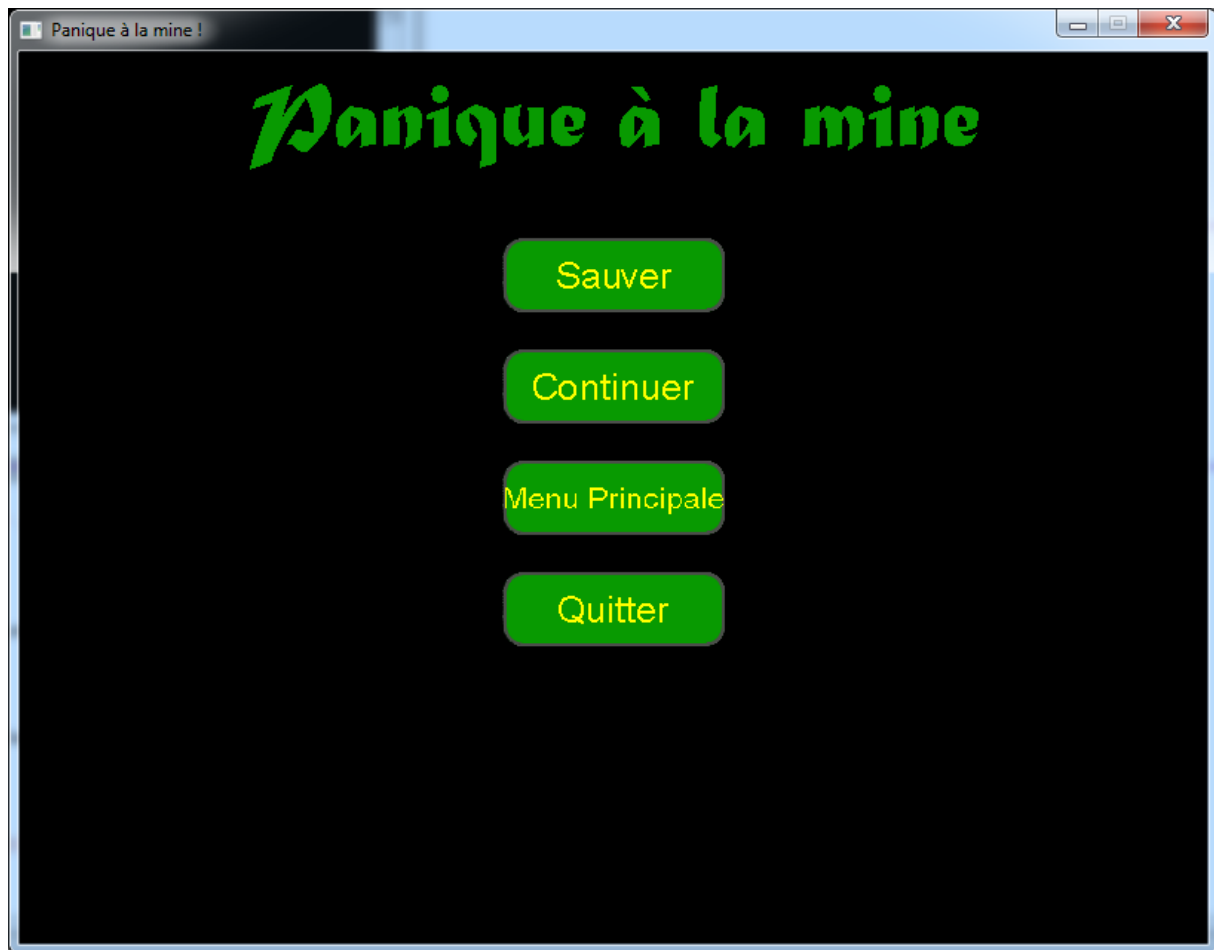 Panique à la mine !
Panique à la mine
Sauver
Continuer
Menu Principale
Quitter